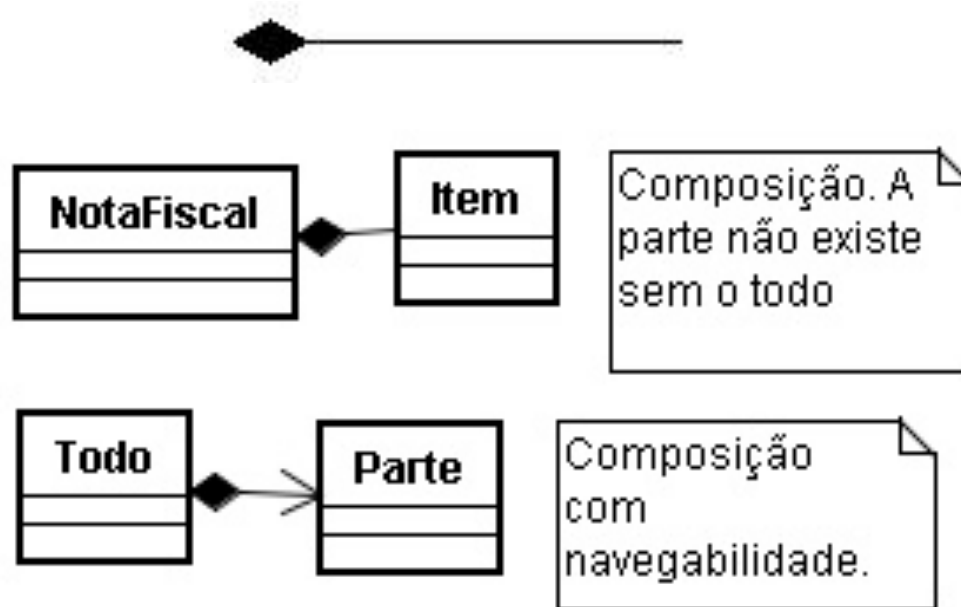 NotaFiscal
Item
Composição. A
parte não existe
sem o todo
Todo
Parte
Composição
com
navegabilidade.